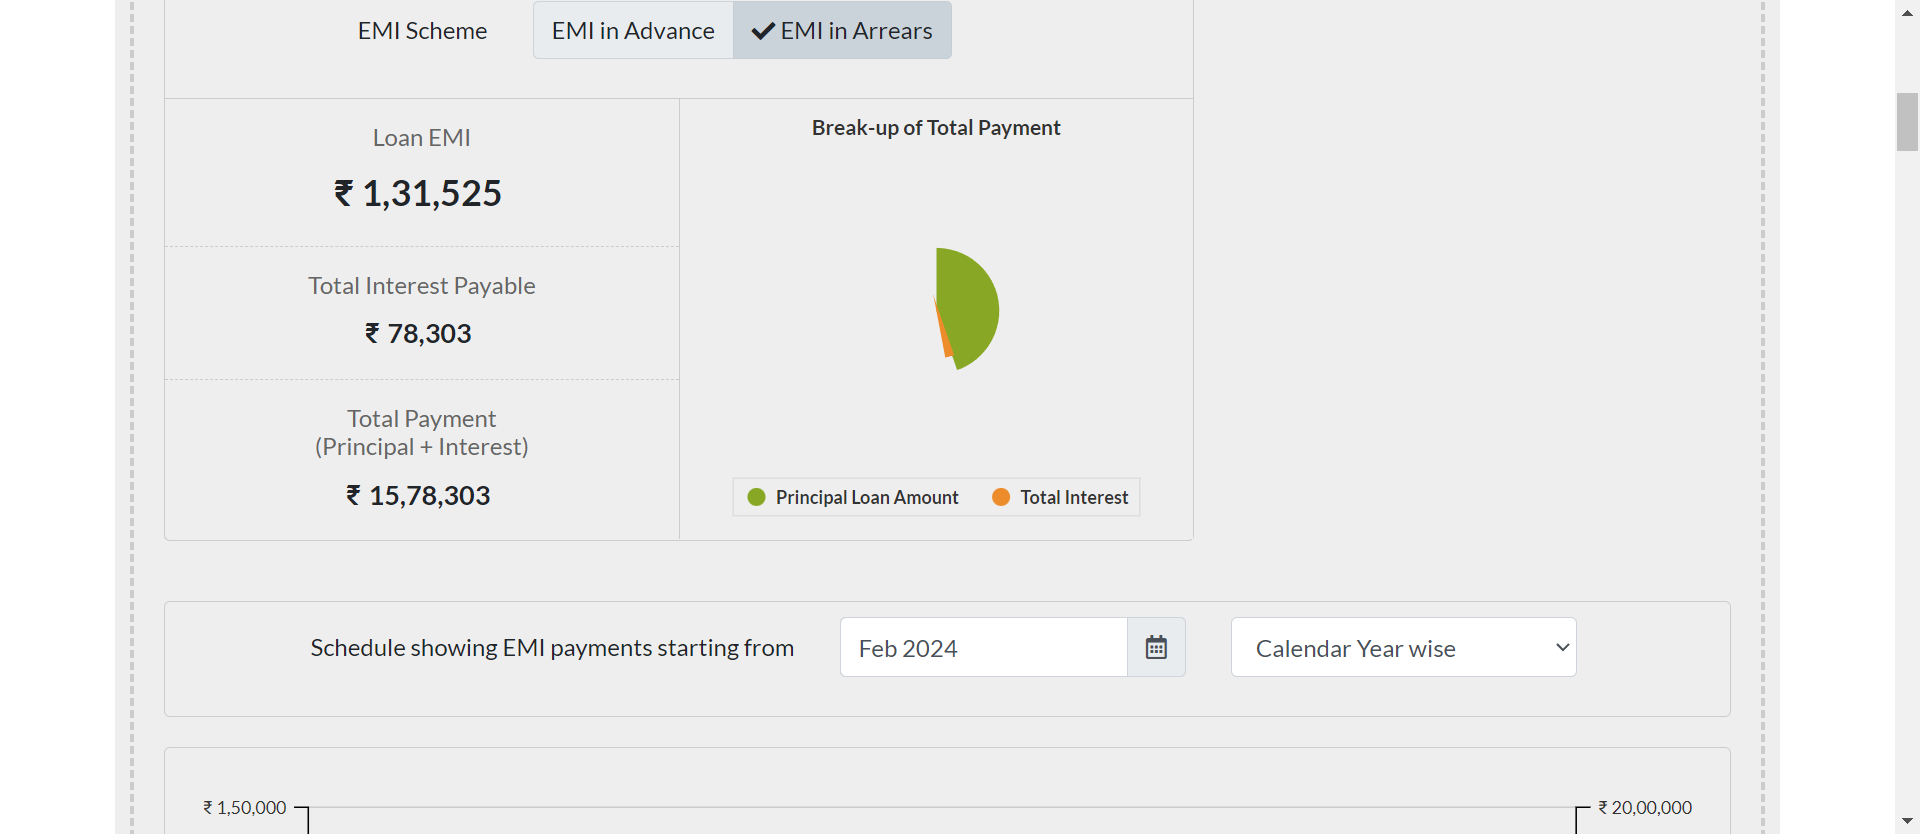 EMI Scheme
EMI in Advance
EMI in Arrears
Loan EMI
₹ 1,31,525
Total Interest Payable
₹ 78,303
Total Payment
(Principal + Interest)
₹ 15,78,303
Break-up of Total Payment
Principal Loan Amount
Total Interest
Schedule showing EMI payments starting from
Feb 2024
Calendar Year wise
₹ 1,50,000
₹ 20,00,000